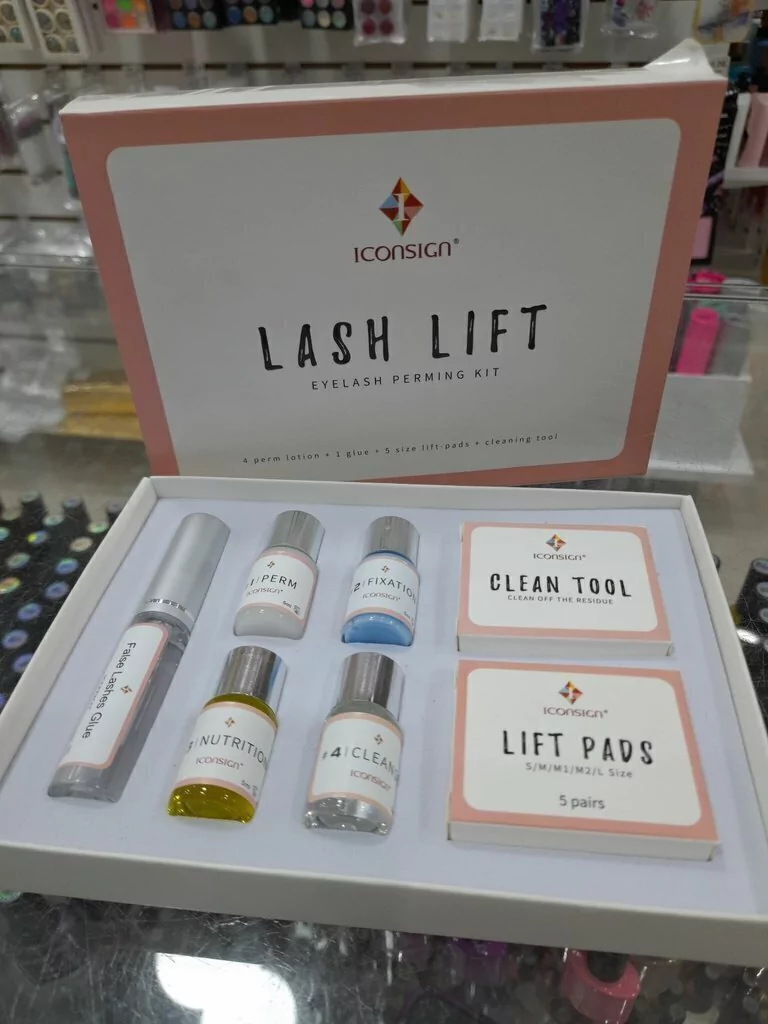 ICONSIGN®
LASH LIFT
EYELASH PERMING KIT
4 perm lotion + 1 glue + 5 size lift-pads + cleaning tool
False Lashes Glue
1 | PERM
ICONSIGN®
5ml
2 | FIXATION
ICONSIGN®
NUTRITION
ICONSIGN®
5ml
#4 | CLEAN
ICONSIGN
ICONSIGN®
CLEAN TOOL
CLEAN OFF THE RESIDUE
ICONSIGN®
LIFT PADS
S/M/M1/M2/L Size
5 pairs